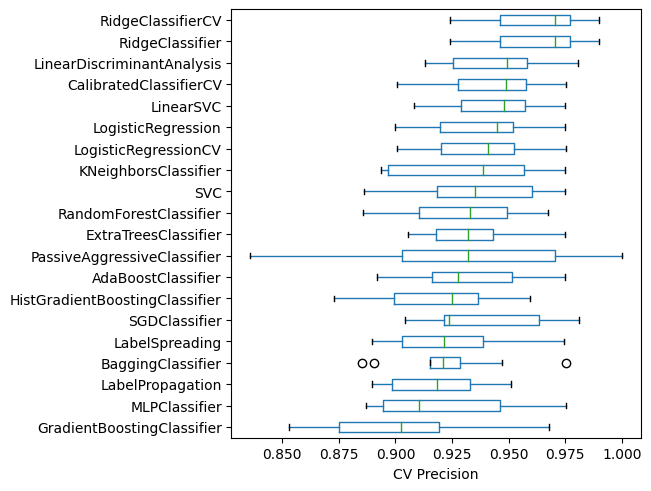 RidgeClassifierCV
RidgeClassifier
LinearDiscriminantAnalysis
CalibratedClassifierCV
LinearSVC
LogisticRegression
LogisticRegressionCV
KNeighborsClassifier
SVC
RandomForestClassifier
ExtraTreesClassifier
PassiveAggressiveClassifier
AdaBoostClassifier
HistGradientBoostingClassifier
SGDClassifier
LabelSpreading
BaggingClassifier
LabelPropagation
MLPClassifier
GradientBoostingClassifier
0.850 0.875 0.900 0.925 0.950 0.975 1.000
CV Precision